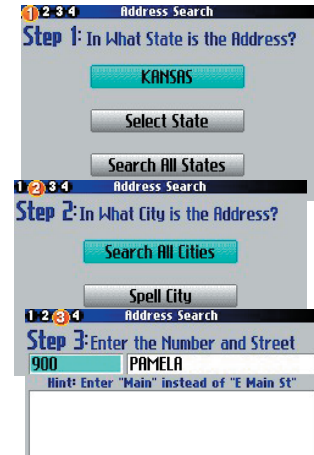 1 2 3 4 Address Search
Step 1: In What State is the Address?
KANSAS
Select State
Search All States
1 2 3 4 Address Search
Step 2: In What City is the Address?
Search All Cities
Spell City
1 2 3 4 Address Search
Step 3: Enter the Number and Street
900 PAMELA
Hint: Enter "Main" instead of "E Main St"